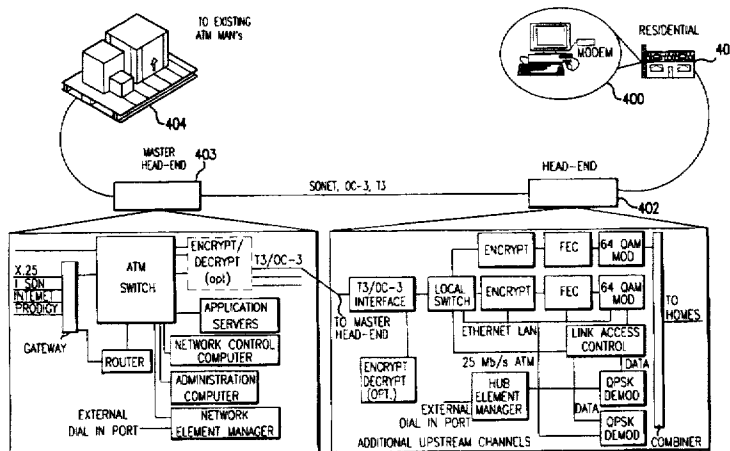 TO EXISTING
ATM MAN's
404
MODEM
400
RESIDENTIAL
40
MASTER
HEAD-END
403
SONET, OC-3, T3
HEAD-END
402
X.25
ISDN
INTEMET
PRODIGY
GATEWAY
ATM
SWITCH
ENCRYPT/
DECRYPT
(opt)
T3/OC-3
ROUTER
APPLICATION
SERVERS
NETWORK CONTROL
COMPUTER
ADMINISTRATION
COMPUTER
EXTERNAL
DIAL IN PORT
NETWORK
ELEMENT MANAGER
T3/OC-3
INTERFACE
TO MASTER
HEAD-END
ENCRYPT
DECRYPT
(OPT.)
LOCAL
SWITCH
ENCRYPT
FEC
64 QAM
MOD
ENCRYPT
FEC
64 QAM
MOD
ETHERNET LAN
LINK ACCESS
CONTROL
TO
HOMES
25 Mb/s ATM
DATA
HUB
ELEMENT
MANAGER
QPSK
DEMOD
EXTERNAL
DIAL IN PORT
DATA
QPSK
DEMOD
ADDITIONAL UPSTREAM CHANNELS
COMBINER